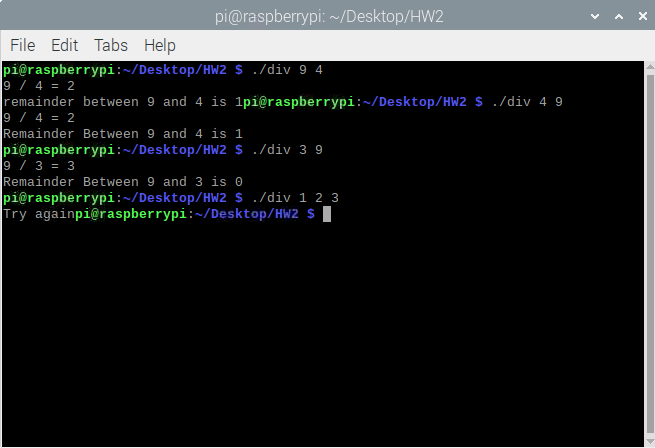 pi@raspberrypi: ~/Desktop/HW2
File Edit Tabs Help
pi@raspberrypi:~/Desktop/HW2 $ ./div 9 4
9 / 4 = 2
remainder between 9 and 4 is 1pi@raspberrypi:~/Desktop/HW2 $ ./div 4 9
9 / 4 = 2
Remainder Between 9 and 4 is 1
pi@raspberrypi:~/Desktop/HW2 $ ./div 3 9
9 / 3 = 3
Remainder Between 9 and 3 is 0
pi@raspberrypi:~/Desktop/HW2 $ ./div 1 2 3
Try againpi@raspberrypi:~/Desktop/HW2 $